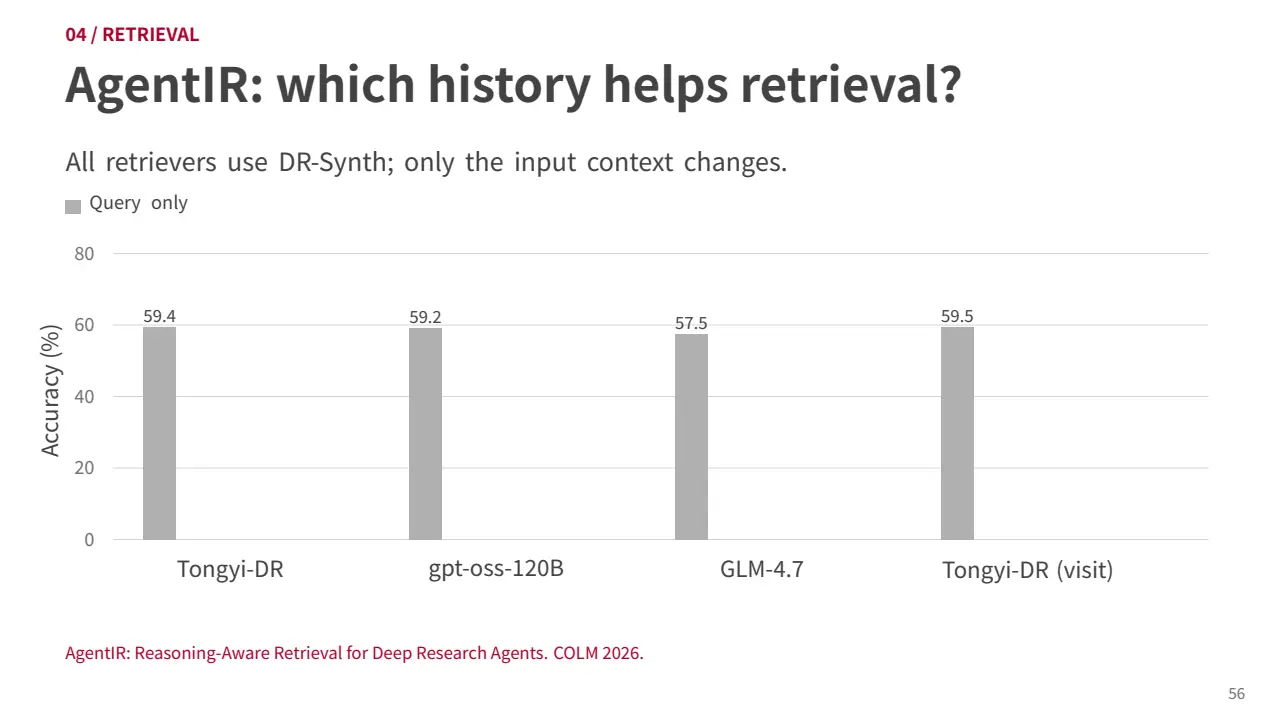 04 / RETRIEVAL
AgentIR: which history helps retrieval?
All retrievers use DR-Synth; only the input context changes.
Query only
80
60
40
20
0
Accuracy (%)
59.4
59.2
57.5
59.5
Tongyi-DR
gpt-oss-120B
GLM-4.7
Tongyi-DR (visit)
AgentIR: Reasoning-Aware Retrieval for Deep Research Agents. COLM 2026.
56